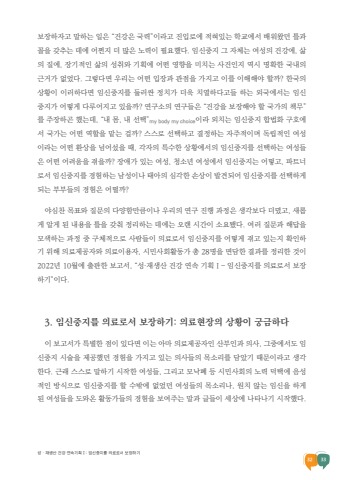 보장하자고 말하는 일은 "건강은 국력"이라고 진입로에 적혀있는 학교에서 배워왔던 틀과
꼴을 갖추는 데에 어쩐지 더 많은 노력이 필요했다. 임신중지 그 자체는 여성의 건강에, 삶
의 질에, 장기적인 삶의 성취와 기회에 어떤 영향을 미치는 사건인지 역시 명확한 국내의
근거가 없었다. 그렇다면 우리는 어떤 입장과 관점을 가지고 이를 이해해야 할까? 한국의
상황이 이러하다면 임신중지를 둘러싼 정치가 더욱 치열하다고들 하는 외국에서는 임신
중지가 어떻게 다루어지고 있을까? 연구소의 연구들은 "건강을 보장해야 할 국가의 책무"
를 주장하곤 했는데, "내 몸, 내 선택"my body my choice이라 외치는 임신중지 합법화 구호에
서 국가는 어떤 역할을 맡는 걸까? 스스로 선택하고 결정하는 자주적이며 독립적인 여성
이라는 어떤 환상을 넘어섰을 때, 각자의 특수한 상황에서의 임신중지를 선택하는 여성들
은 어떤 어려움을 겪을까? 장애가 있는 여성, 청소년 여성에서 임신중지는 어떻고, 파트너
로서 임신중지를 경험하는 남성이나 태아의 심각한 손상이 발견되어 임신중지를 선택하게
되는 부부들의 경험은 어떨까?
야심찬 목표와 질문의 다양함만큼이나 우리의 연구 진행 과정은 생각보다 더뎠고, 새롭
게 알게 된 내용을 틀을 갖춰 정리하는 데에는 오랜 시간이 소요됐다. 여러 질문과 해답을
모색하는 과정 중 구체적으로 사람들이 의료로서 임신중지를 어떻게 겪고 있는지 확인하
기 위해 의료제공자와 의료이용자, 시민사회활동가 총 28명을 면담한 결과를 정리한 것이
2022년 10월에 출판한 보고서, "성·재생산 건강 연속 기획 I - 임신중지를 의료로서 보장
하기"이다.
3. 임신중지를 의료로서 보장하기: 의료현장의 상황이 궁금하다
이 보고서가 특별한 점이 있다면 이는 아마 의료제공자인 산부인과 의사, 그중에서도 임
신중지 시술을 제공했던 경험을 가지고 있는 의사들의 목소리를 담았기 때문이라고 생각
한다. 근래 스스로 말하기 시작한 여성들, 그리고 모낙폐 등 시민사회의 노력 덕택에 음성
적인 방식으로 임신중지를 할 수밖에 없었던 여성들의 목소리나, 원치 않는 임신을 하게
된 여성들을 도와온 활동가들의 경험을 보여주는 말과 글들이 세상에 나타나기 시작했다.
성·재생산 건강 연속기획 I - 임신중지를 의료로서 보장하기